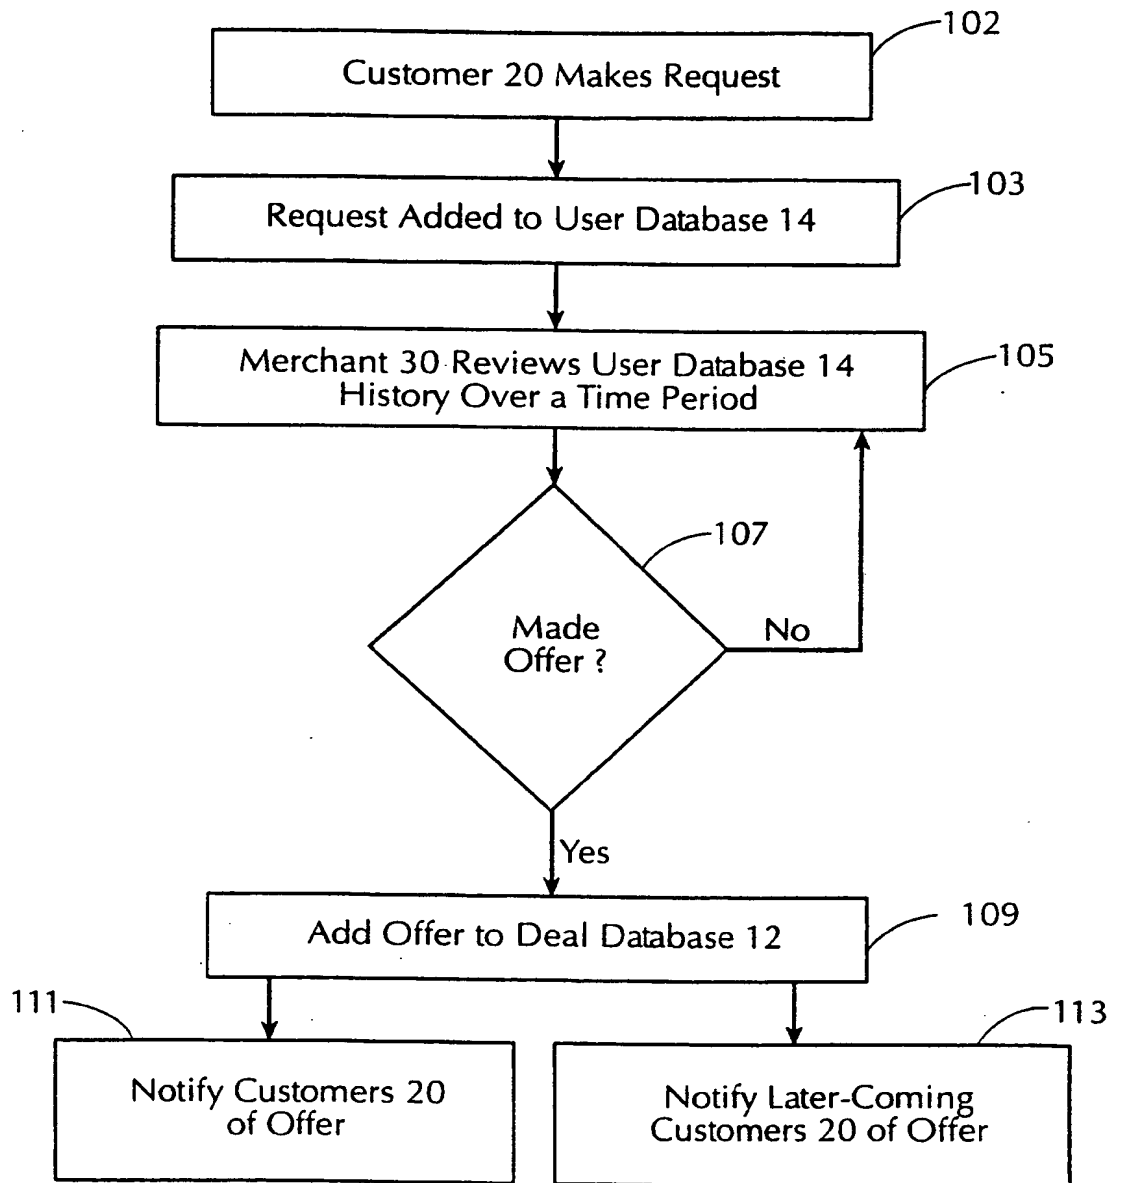 102
Customer 20 Makes Request
103
Request Added to User Database 14
105
Merchant 30 Reviews User Database 14
History Over a Time Period
107
Made
Offer ?
No
Yes
109
Add Offer to Deal Database 12
111
113
Notify Customers 20
of Offer
Notify Later-Coming
Customers 20 of Offer